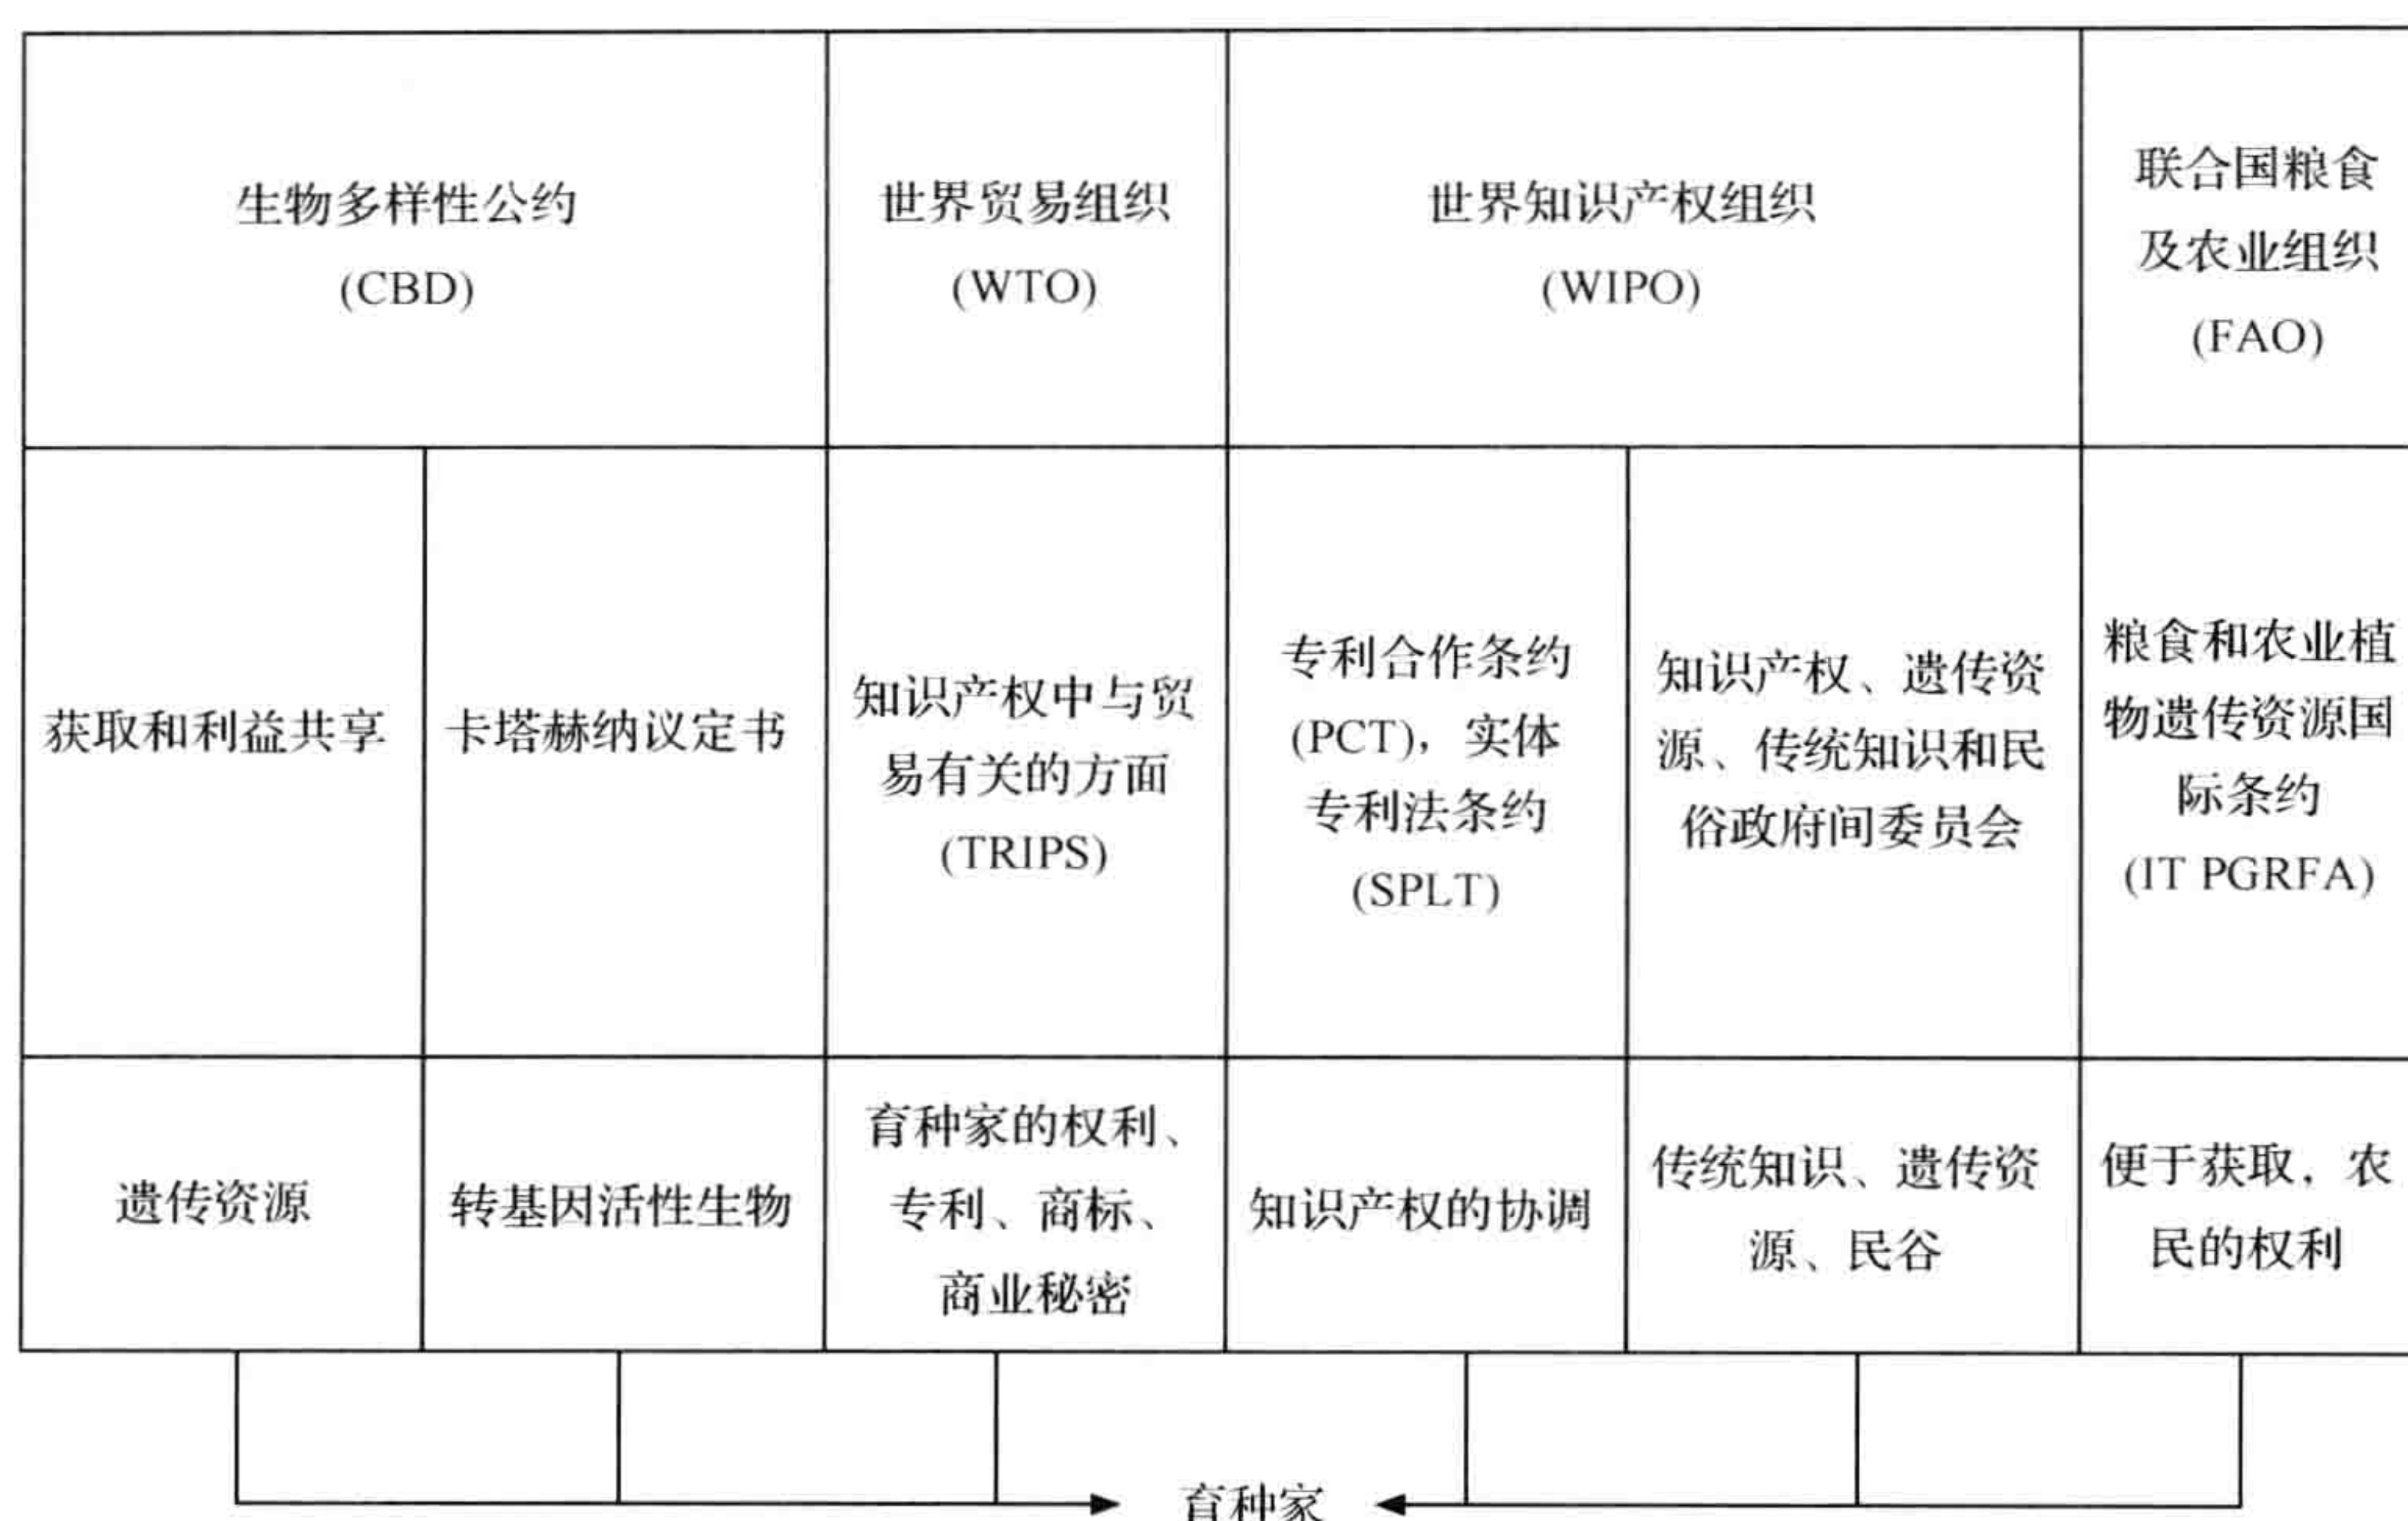 生物多样性公约
(CBD)
世界贸易组织
(WTO)
世界知识产权组织
(WIPO)
联合国粮食
及农业组织
(FAO)
获取和利益共享
卡塔赫纳议定书
知识产权中与贸
易有关的方面
(TRIPS)
专利合作条约
(PCT)，实体
专利法条约
(SPLT)
知识产权、遗传资
源、传统知识和民
俗政府间委员会
粮食和农业植
物遗传资源国
际条约
(IT PGRFA)
遗传资源
转基因活性生物
育种家的权利、
专利、商标、
商业秘密
知识产权的协调
传统知识、遗传资
源、民谷
便于获取，农
民的权利
育种家